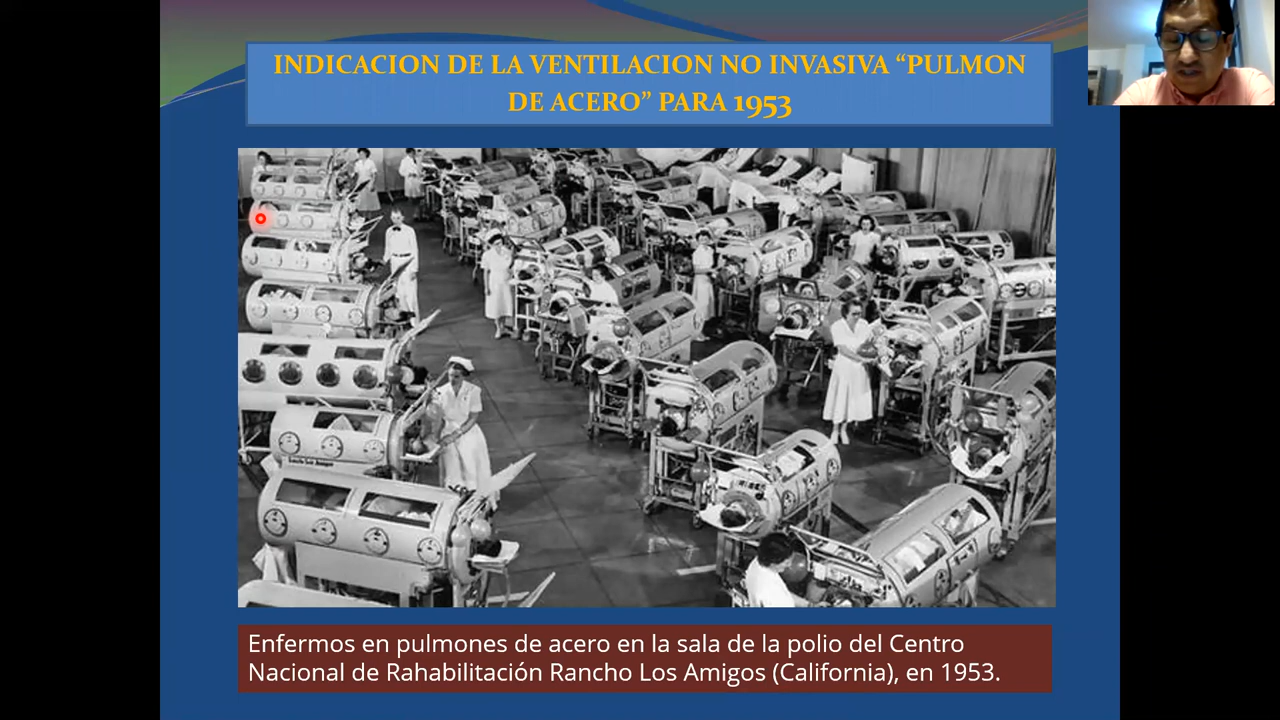 INDICACION DE LA VENTILACION NO INVASIVA “PULMON
DE ACERO” PARA 1953
Enfermos en pulmones de acero en la sala de la polio del Centro
Nacional de Rahabilitación Rancho Los Amigos (California), en 1953.